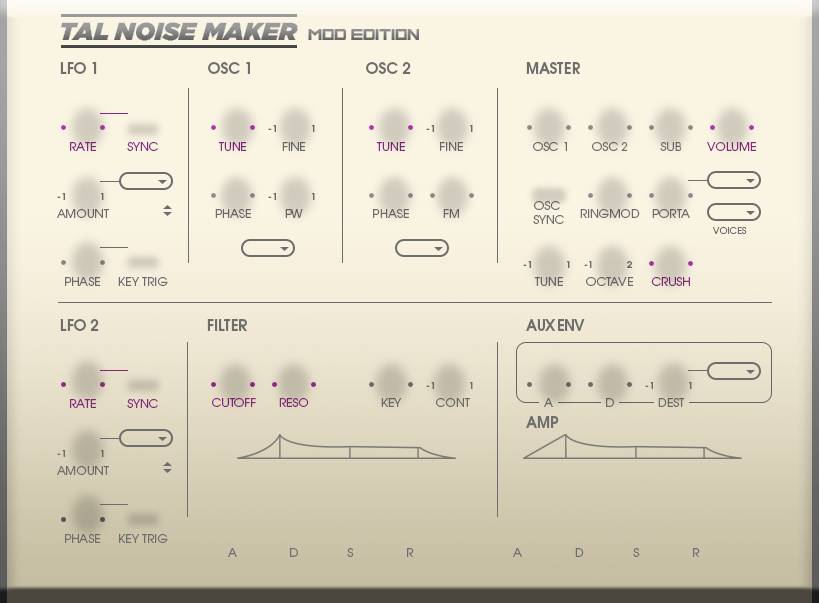 TAL NOISE MAKER MOD EDITION
LFO 1 OSC 1 OSC 2 MASTER
-1 1 -1 1
RATE SYNC TUNE FINE TUNE FINE OSC 1 OSC 2 SUB VOLUME
-1 1 -1 1
AMOUNT PHASE PW PHASE FM OSC SYNC RINGMOD PORTA
VOICES
-1 1 -1 2
PHASE KEY TRIG TUNE OCTAVE CRUSH
LFO 2 FILTER AUX ENV
-1 1 -1 1
RATE SYNC CUTOFF RESO KEY CONT A D DEST
AMP
-1 1
AMOUNT
PHASE KEY TRIG
A D S R A D S R